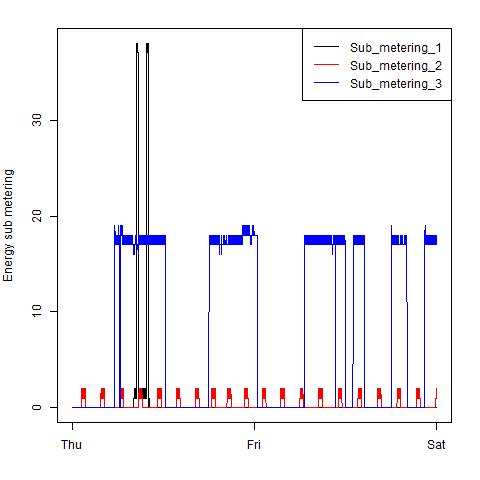 Sub_metering_1
Sub_metering_2
Sub_metering_3
Energy sub metering
30
20
10
0
Thu Fri Sat